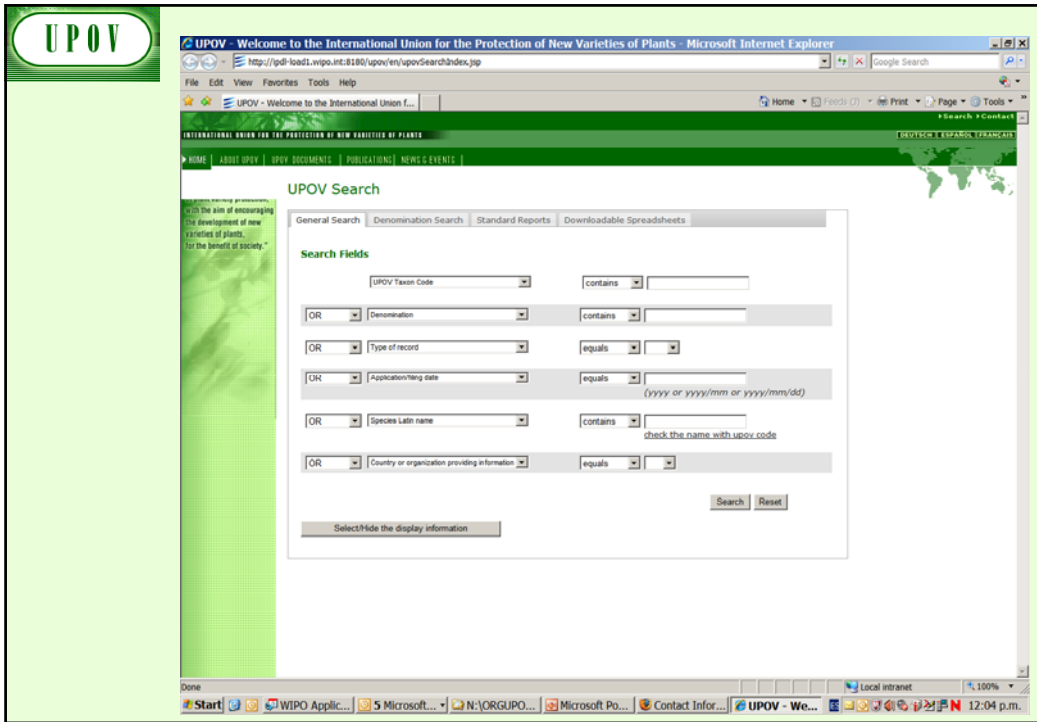 UPOV
UPOV - Welcome to the International Union for the Protection of New Varieties of Plants - Microsoft Internet Explorer
http://ipdl-load1.wipo.int:8180/upov/en/upovSearchIndex.jsp
Google Search
File Edit View Favorites Tools Help
UPOV - Welcome to the International Union f...
Home Feeds (J) Print Page Tools »
Search Contact
INTERNATIONAL UNION FOR THE PROTECTION OF NEW VARIETIES OF PLANTS
DEUTSCH | ESPAÑOL | FRANÇAIS
HOME | ABOUT UPOV | UPOV DOCUMENTS | PUBLICATIONS | NEWS & EVENTS |
UPOV Search
plant variety protection,
with the aim of encouraging
the development of new
varieties of plants,
for the benefit of society."
General Search Denomination Search Standard Reports Downloadable Spreadsheets
Search Fields
UPOV Taxon Code contains
OR Denomination contains
OR Type of record equals
OR Application/filing date equals
(yyyy or yyyy/mm or yyyy/mm/dd)
OR Species Latin name contains
check the name with upov code
OR Country or organization providing information equals
Search Reset
Select/Hide the display information
Done
Local intranet 100%
Start WIPO Applic... 5 Microsoft... N:\ORGUPO... Microsoft Po... Contact Infor... UPOV - We... 12:04 p.m.